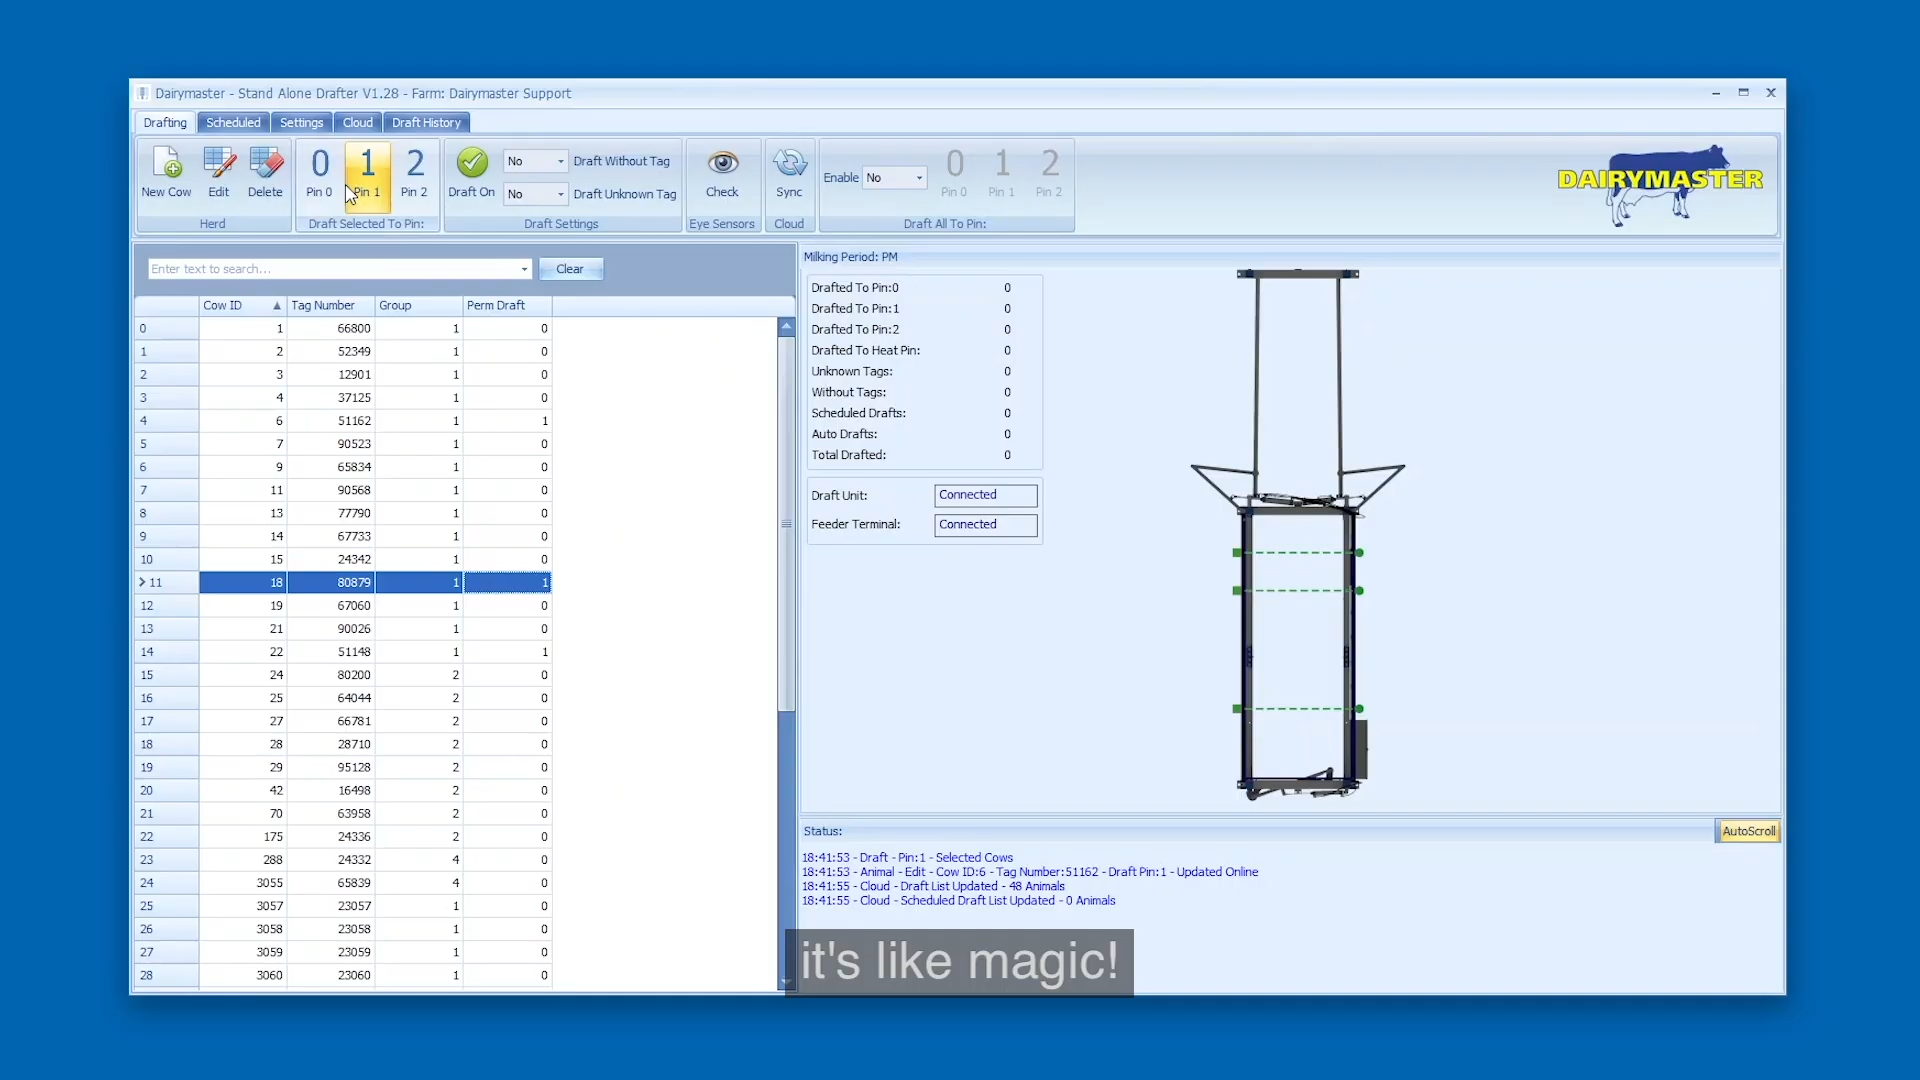 Dairymaster - Stand Alone Drafter V1.28 - Farm: Dairymaster Support
Drafting Scheduled Settings Cloud Draft History
0 1 2 No Draft Without Tag 0 1 2
New Cow Edit Delete Pin 0 Pin 1 Pin 2 Draft On No Draft Unknown Tag Check Sync Enable No Pin 0 Pin 1 Pin 2
Herd Draft Selected To Pin: Draft Settings Eye Sensors Cloud Draft All To Pin:
DAIRYMASTER
Enter text to search... Clear
Cow ID Tag Number Group Perm Draft
0 1 66800 1 0
1 2 52349 1 0
2 3 12901 1 0
3 4 37125 1 0
4 6 51162 1 1
5 7 90523 1 0
6 9 65834 1 0
7 11 90568 1 0
8 13 77790 1 0
9 14 67733 1 0
10 15 24342 1 0
11 18 80879 1 1
12 19 67060 1 0
13 21 90026 1 0
14 22 51148 1 1
15 24 80200 2 0
16 25 64044 2 0
17 27 66781 2 0
18 28 28710 2 0
19 29 95128 2 0
20 42 16498 2 0
21 70 63958 2 0
22 175 24336 2 0
23 288 24332 4 0
24 3055 65839 4 0
25 3057 23057 1 0
26 3058 23058 1 0
27 3059 23059 1 0
28 3060 23060 1 0
Milking Period: PM
Drafted To Pin:0 0
Drafted To Pin:1 0
Drafted To Pin:2 0
Drafted To Heat Pin: 0
Unknown Tags: 0
Without Tags: 0
Scheduled Drafts: 0
Auto Drafts: 0
Total Drafted: 0
Draft Unit: Connected
Feeder Terminal: Connected
Status: AutoScroll
18:41:53 - Draft - Pin:1 - Selected Cows
18:41:53 - Animal - Edit - Cow ID:6 - Tag Number:51162 - Draft Pin:1 - Updated Online
18:41:55 - Cloud - Draft List Updated - 48 Animals
18:41:55 - Cloud - Scheduled Draft List Updated - 0 Animals
it's like magic!